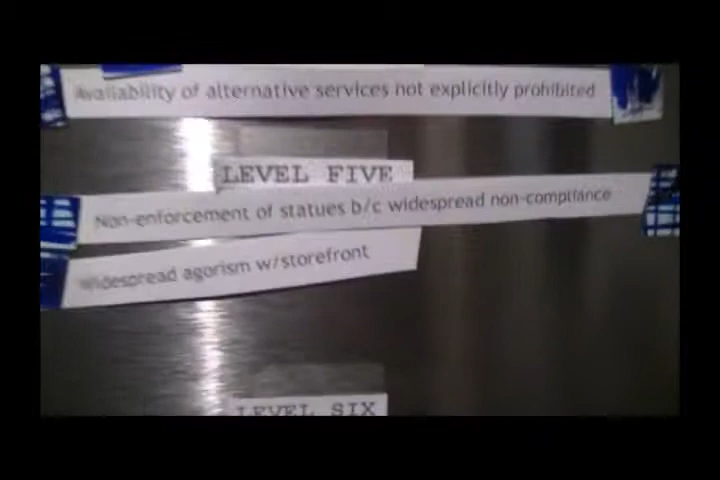 Availability of alternative services not explicitly prohibited
LEVEL FIVE
Non-enforcement of statues b/c widespread non-compliance
Widespread agorism w/storefront
LEVEL SIX